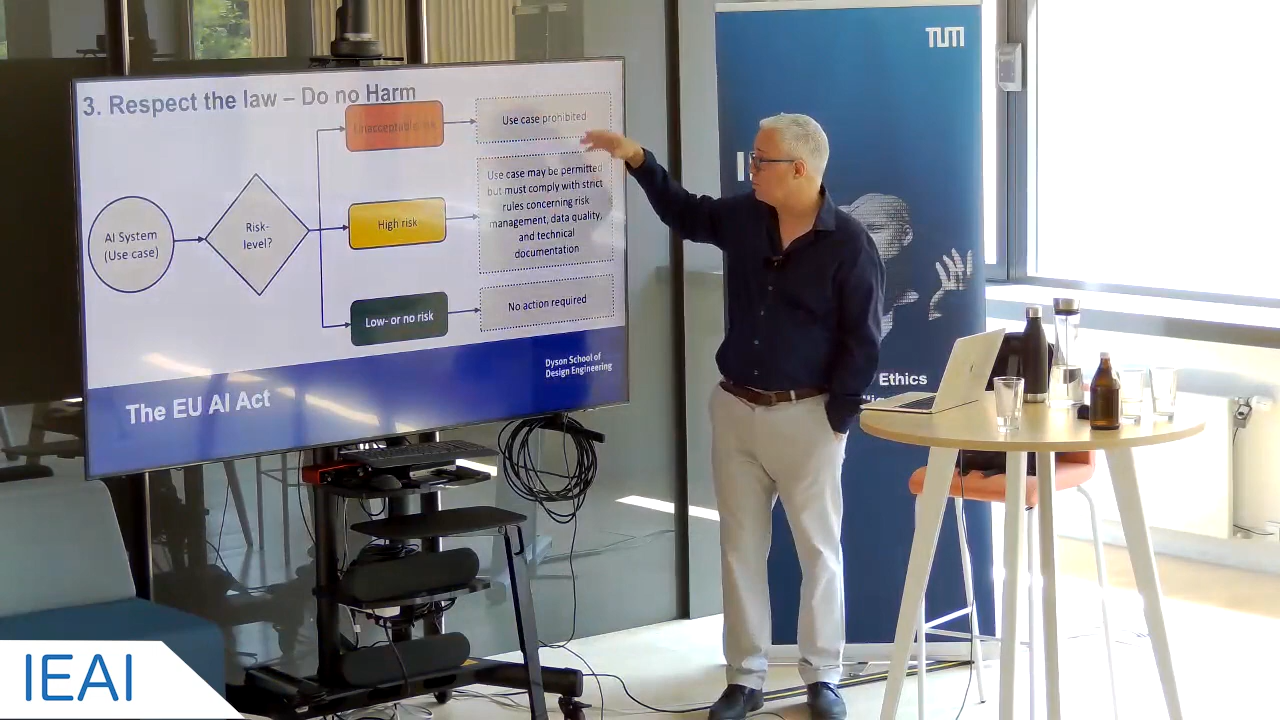 TUM
3. Respect the law – Do no Harm
Unacceptable risk
Use case prohibited
Use case may be permitted
but must comply with strict
rules concerning risk
management, data quality,
and technical
documentation
AI System
(Use case)
Risk-
level?
High risk
Low- or no risk
No action required
Dyson School of
Design Engineering
The EU AI Act
Ethics
IEAI